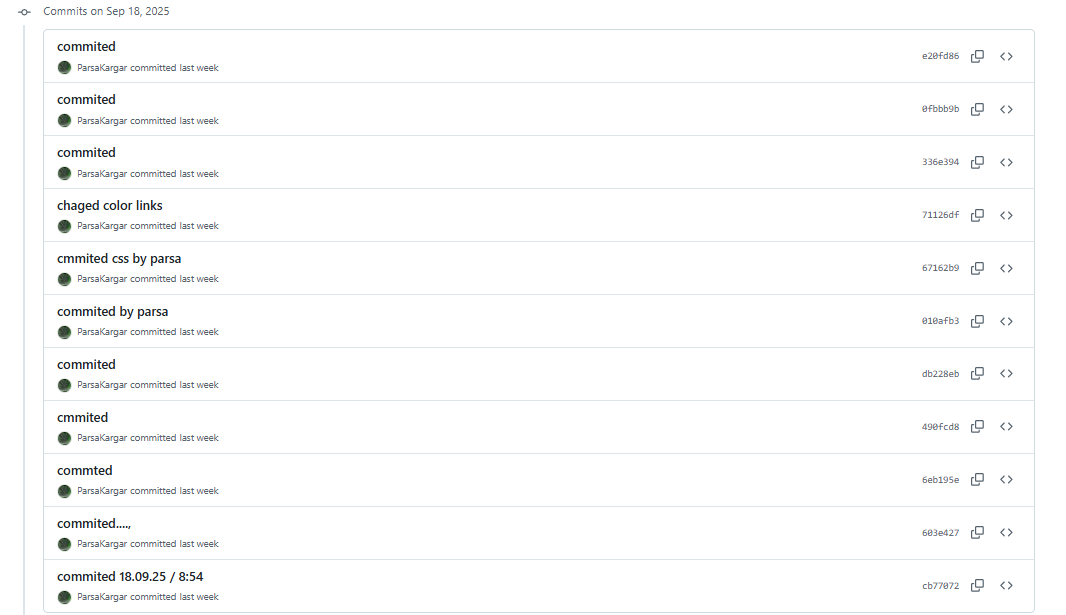 Commits on Sep 18, 2025
commited
e20fd86
ParsaKargar committed last week
commited
0fbbb9b
ParsaKargar committed last week
commited
336e394
ParsaKargar committed last week
chaged color links
71126df
ParsaKargar committed last week
cmmited css by parsa
67162b9
ParsaKargar committed last week
commited by parsa
010afb3
ParsaKargar committed last week
commited
db228eb
ParsaKargar committed last week
cmmited
490fcd8
ParsaKargar committed last week
commted
6eb195e
ParsaKargar committed last week
commited....,
603e427
ParsaKargar committed last week
commited 18.09.25 / 8:54
cb77072
ParsaKargar committed last week